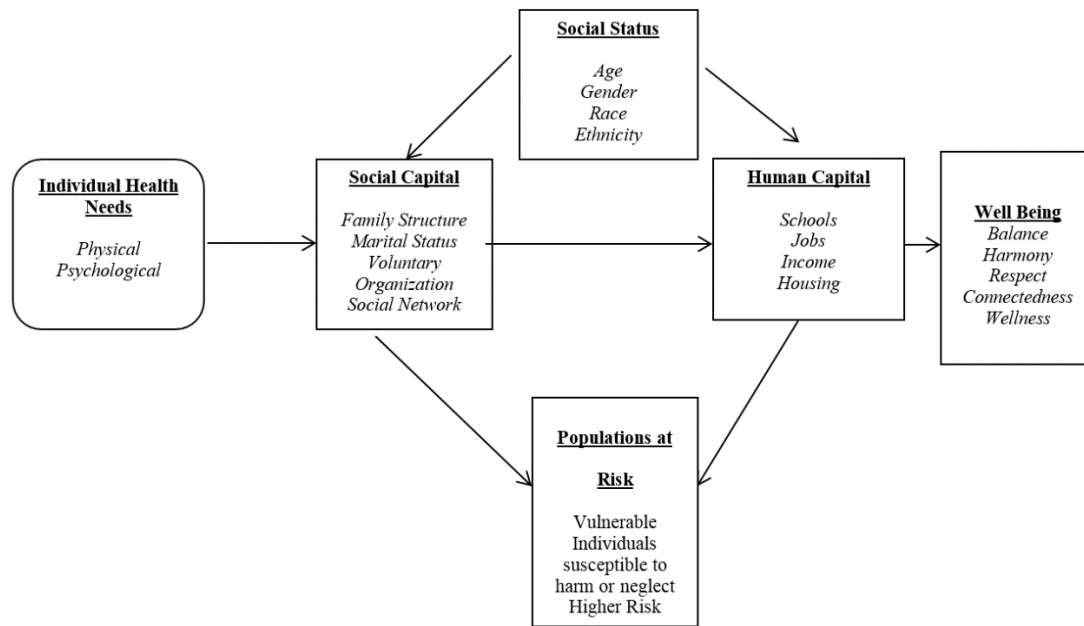 Social Status
Age
Gender
Race
Ethnicity
Individual Health
Needs
Physical
Psychological
Social Capital
Family Structure
Marital Status
Voluntary
Organization
Social Network
Human Capital
Schools
Jobs
Income
Housing
Well Being
Balance
Harmony
Respect
Connectedness
Wellness
Populations at
Risk
Vulnerable
Individuals
susceptible to
harm or neglect
Higher Risk